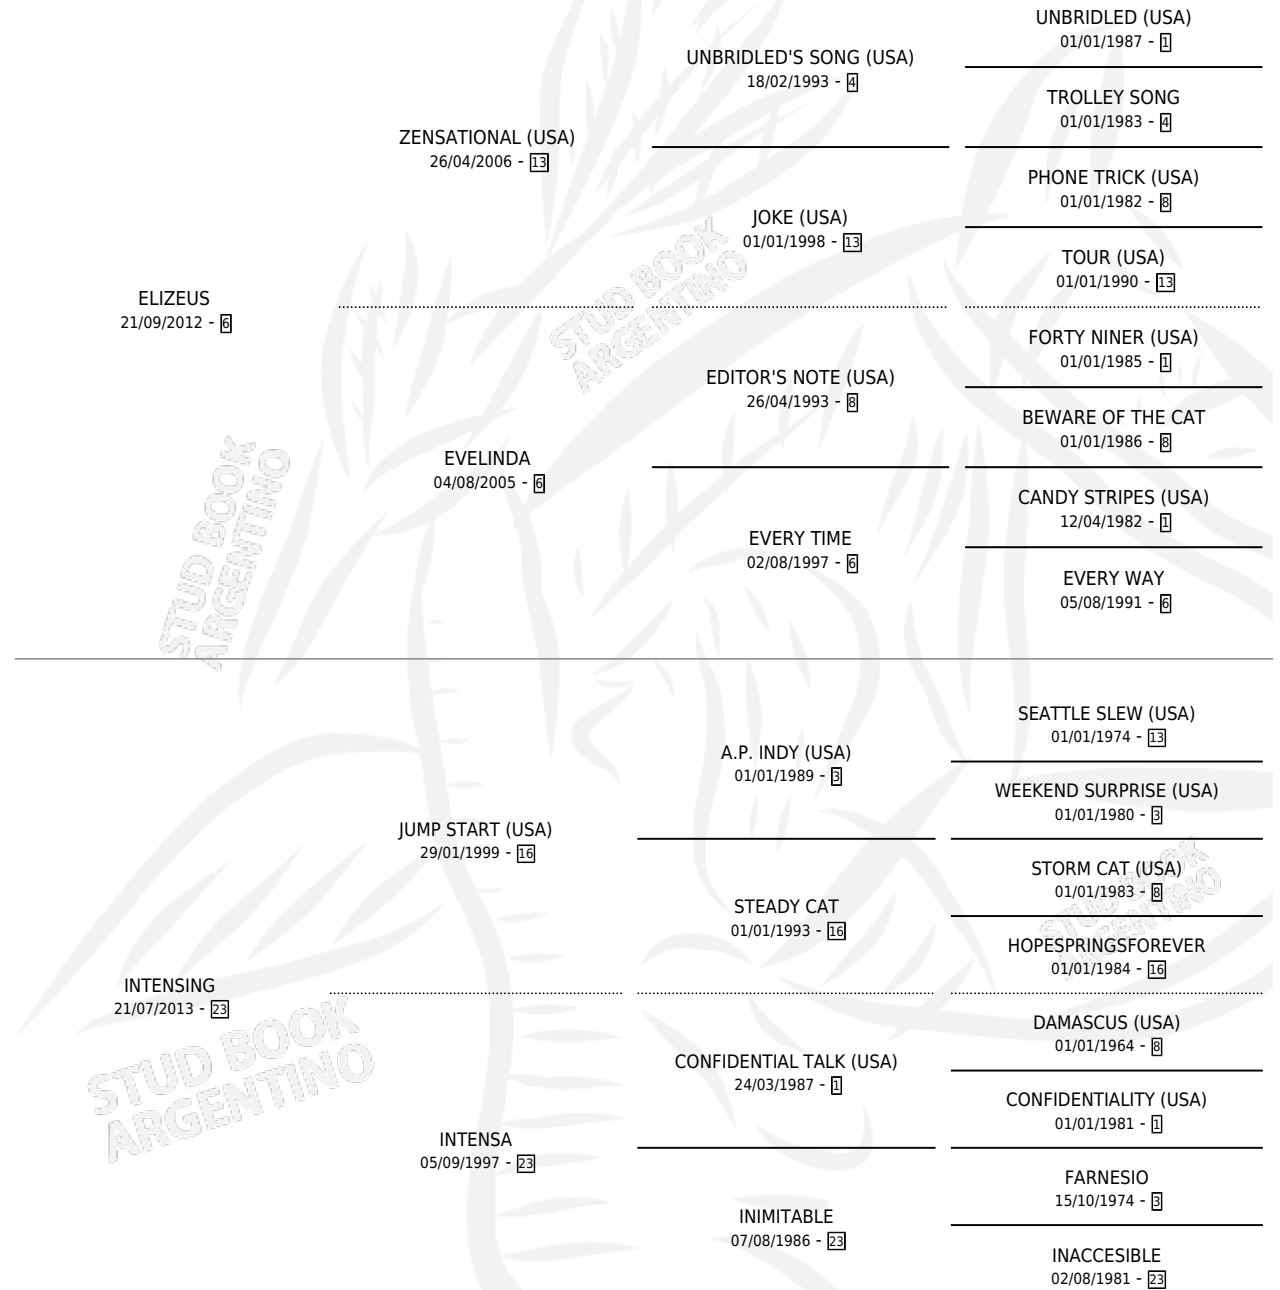 UNBRIDLED (USA)
01/01/1987 - 1
UNBRIDLED'S SONG (USA)
18/02/1993 - 4
TROLLEY SONG
01/01/1983 - 4
ZENSATIONAL (USA)
26/04/2006 - 13
PHONE TRICK (USA)
01/01/1982 - 8
JOKE (USA)
01/01/1998 - 13
TOUR (USA)
01/01/1990 - 13
ELIZEUS
21/09/2012 - 6
FORTY NINER (USA)
01/01/1985 - 1
EDITOR'S NOTE (USA)
26/04/1993 - 8
BEWARE OF THE CAT
01/01/1986 - 8
EVELINDA
04/08/2005 - 6
CANDY STRIPES (USA)
12/04/1982 - 1
EVERY TIME
02/08/1997 - 6
EVERY WAY
05/08/1991 - 6
SEATTLE SLEW (USA)
01/01/1974 - 13
A.P. INDY (USA)
01/01/1989 - 3
WEEKEND SURPRISE (USA)
01/01/1980 - 3
JUMP START (USA)
29/01/1999 - 16
STORM CAT (USA)
01/01/1983 - 8
STEADY CAT
01/01/1993 - 16
HOPESPRINGSFOREVER
01/01/1984 - 16
INTENSING
21/07/2013 - 23
DAMASCUS (USA)
01/01/1964 - 8
CONFIDENTIAL TALK (USA)
24/03/1987 - 1
CONFIDENTIALITY (USA)
01/01/1981 - 1
INTENSA
05/09/1997 - 23
FARNESIO
15/10/1974 - 3
INIMITABLE
07/08/1986 - 23
INACCESIBLE
02/08/1981 - 23
STUD BOOK
ARGENTINO
STUD BOOK
ARGENTINO
STUD BOOK
ARGENTINO
STUD BOOK
ARGENTINO